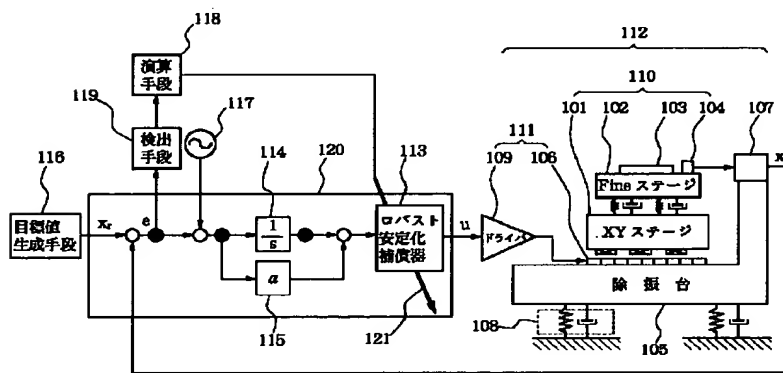 118
112
演算
手段
117
110
119
101
102
103
104
107
検出
手段
111
116
114
120
113
109
106
x
Fine ステージ
目標値
生成手段
xr
e
1
s
ロバスト
安定化
補償器
u
ドライバ
XY ステージ
a
除振台
115
121
108
105